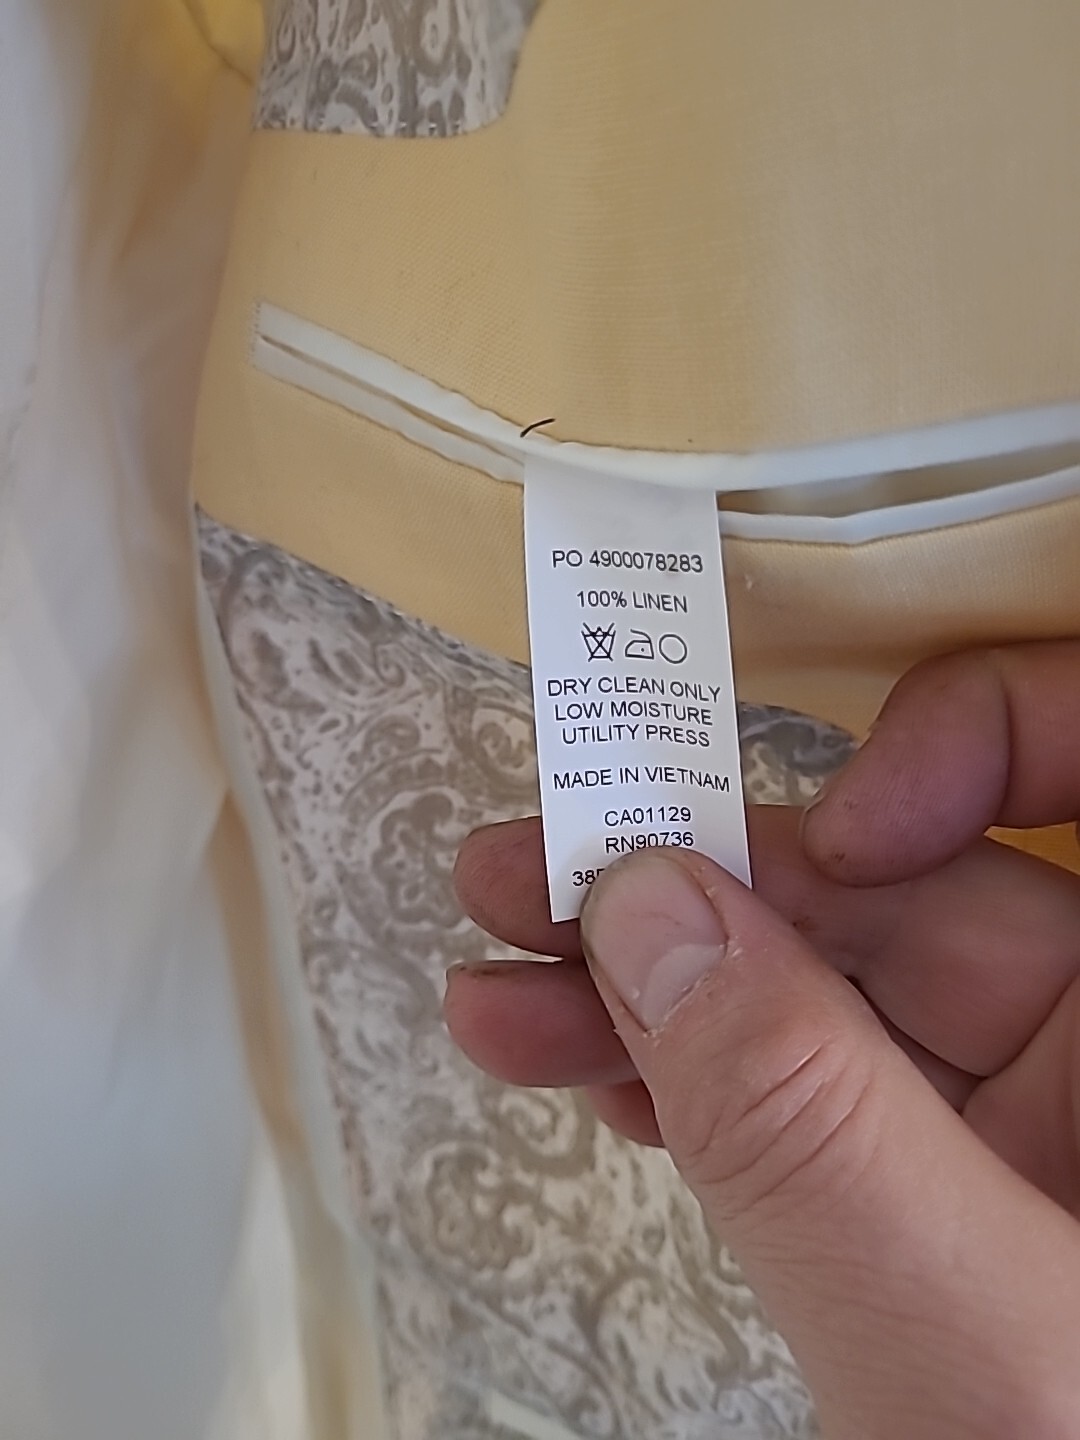 PO 4900078283
100% LINEN
DRY CLEAN ONLY
LOW MOISTURE
UTILITY PRESS
MADE IN VIETNAM
CA01129
RN90736